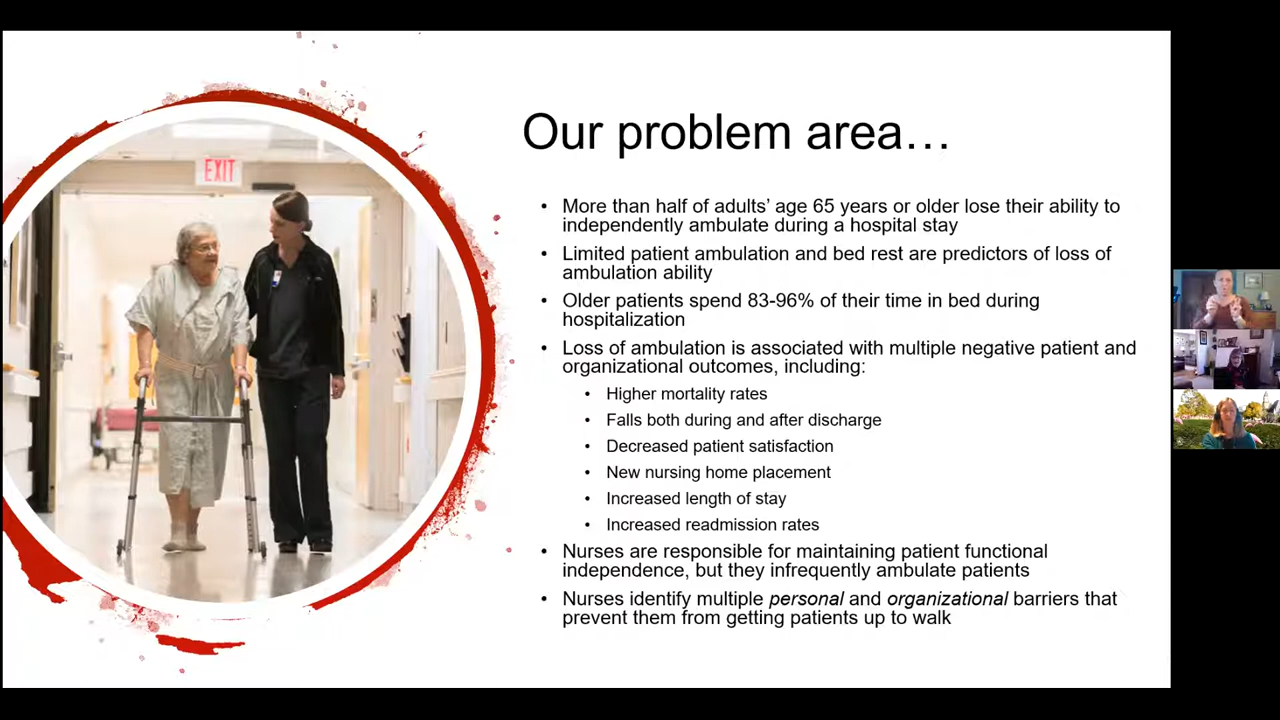 EXIT
Our problem area…
• More than half of adults' age 65 years or older lose their ability to
independently ambulate during a hospital stay
• Limited patient ambulation and bed rest are predictors of loss of
ambulation ability
• Older patients spend 83-96% of their time in bed during
hospitalization
• Loss of ambulation is associated with multiple negative patient and
organizational outcomes, including:
• Higher mortality rates
• Falls both during and after discharge
• Decreased patient satisfaction
• New nursing home placement
• Increased length of stay
• Increased readmission rates
• Nurses are responsible for maintaining patient functional
independence, but they infrequently ambulate patients
• Nurses identify multiple personal and organizational barriers that
prevent them from getting patients up to walk